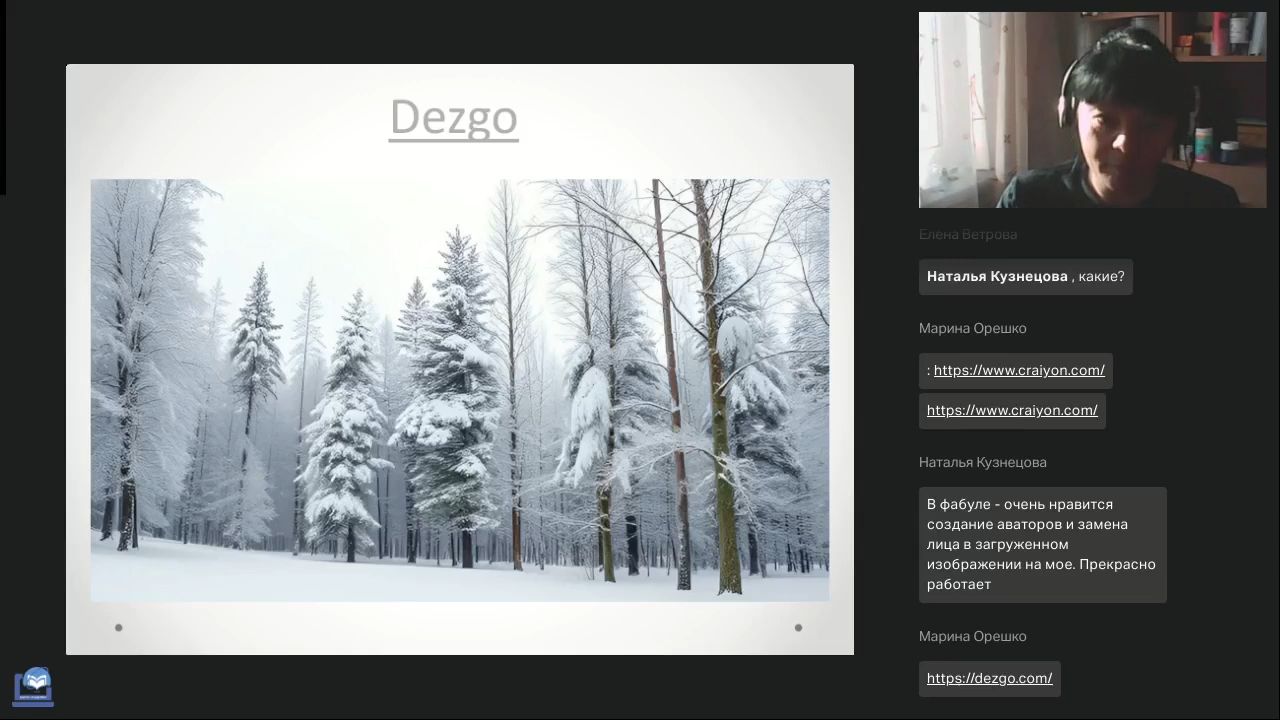 Dezgo
Елена Ветрова
Наталья Кузнецова , какие?
Марина Орешко
: https://www.craiyon.com/
https://www.craiyon.com/
Наталья Кузнецова
В фабуле - очень нравится
создание аваторов и замена
лица в загруженном
изображении на мое. Прекрасно
работает
Марина Орешко
https://dezgo.com/